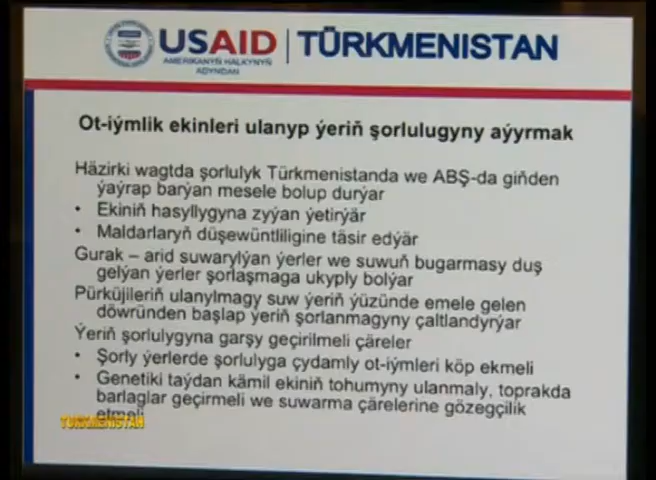 USAID | TÜRKMENISTAN
AMERIKANYŇ HALKYNYŇ
ADYNDAN
Ot-iýmlik ekinleri ulanyp ýeriň şorlulugyny aýyrmak
Häzirki wagtda şorlulyk Türkmenistanda we ABŞ-da giňden
ýaýrap barýan mesele bolup durýar
• Ekiniň hasyllygyna zyýan ýetirýär
• Maldarlaryň düşewüntliligine täsir edýär
Gurak – arid suwarylýan ýerler we suwuň bugarmasy duş
gelýan ýerler şorlaşmaga ukyply bolýar
Pürküjileriň ulanylmagy suw ýeriň ýüzünde emele gelen
döwründen başlap ýeriň şorlanmagyny çaltlandyrýar
Ýeriň şorlulygyna garşy geçirilmeli çäreler
• Şorly ýerlerde şorlulyga çydamly ot-iýmleri köp ekmeli
• Genetiki taýdan kämil ekiniň tohumyny ulanmaly, toprakda
barlaglar geçirmeli we suwarma çärelerine gözegçilik
etmeli
TÜRKMENISTAN